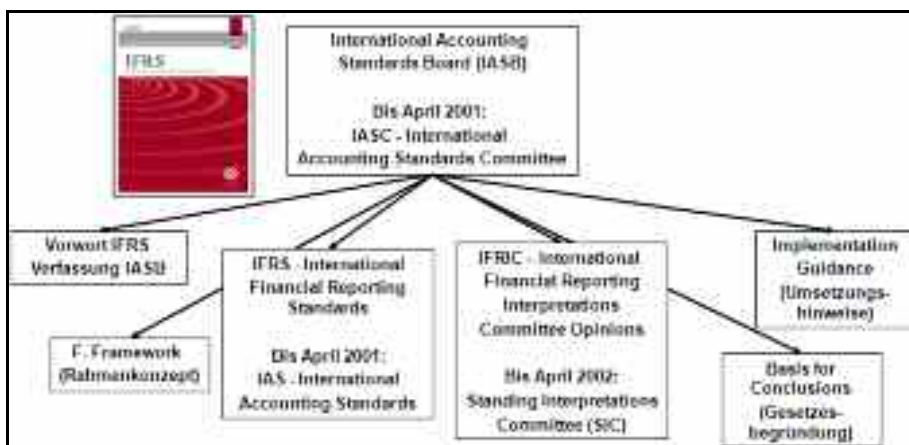 IFRS
International Accounting
Standards Board (IASB)
Bis April 2001:
IASC - International
Accounting Standards Committee
Vorwort IFRS
Verfassung IASB
F. Framework
(Rahmenkonzept)
IFRS - International
Financial Reporting
Standards
Bis April 2001:
IAS - International
Accounting Standards
IFRIC - International
Financial Reporting
Interpretations
Committee Opinions
Bis April 2002:
Standing Interpretations
Committee (SIC)
Implementation
Guidance
(Umsetzungs-
hinweise)
Basis for
Conclusions
(Gesetzes-
begründung)